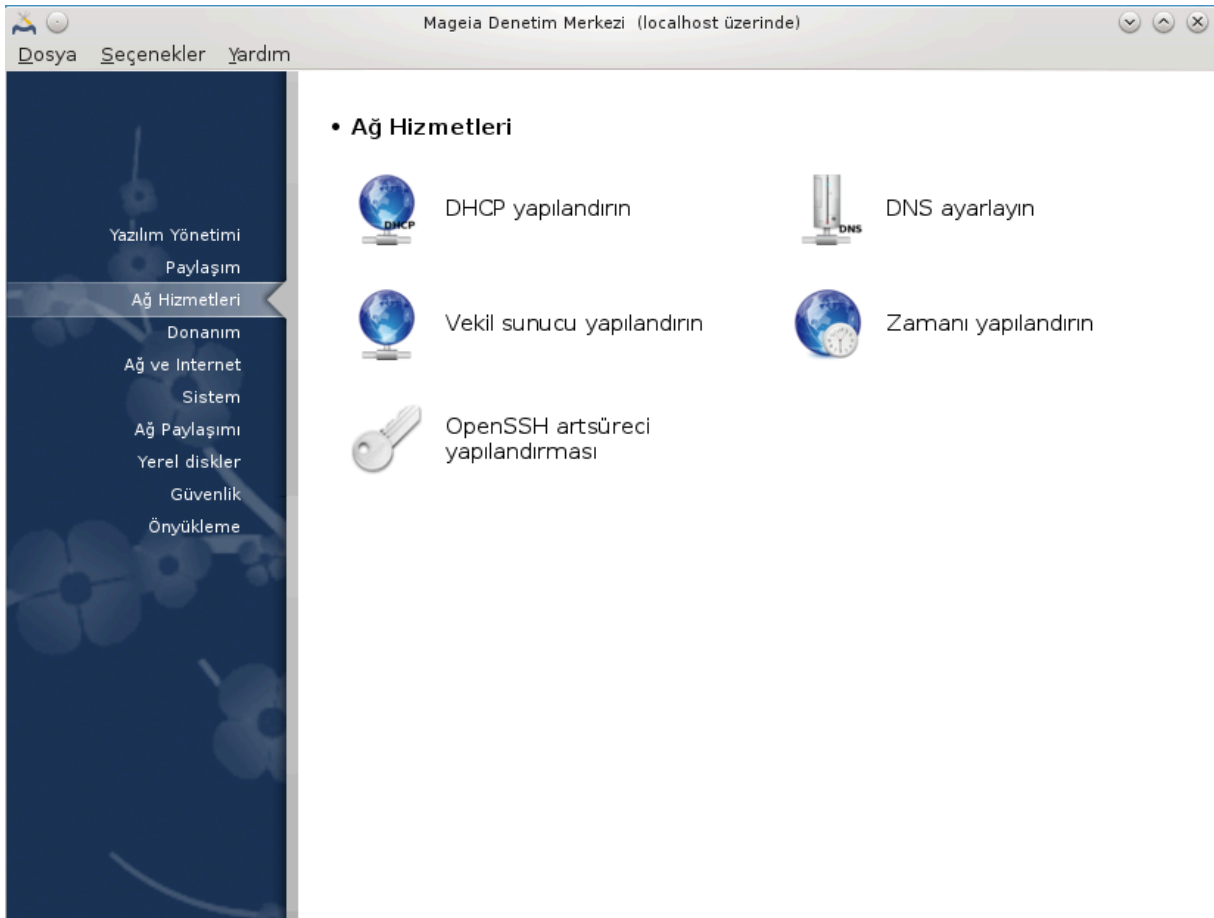 Mageia Denetim Merkezi (localhost üzerinde)
Dosya Seçenekler Yardım
Yazılım Yönetimi
Paylaşım
Ağ Hizmetleri
Donanım
Ağ ve Internet
Sistem
Ağ Paylaşımı
Yerel diskler
Güvenlik
Önyükleme
• Ağ Hizmetleri
DHCP
DHCP yapılandırın
DNS
DNS ayarlayın
Vekil sunucu yapılandırın
Zamanı yapılandırın
OpenSSH artsüreci
yapılandırması